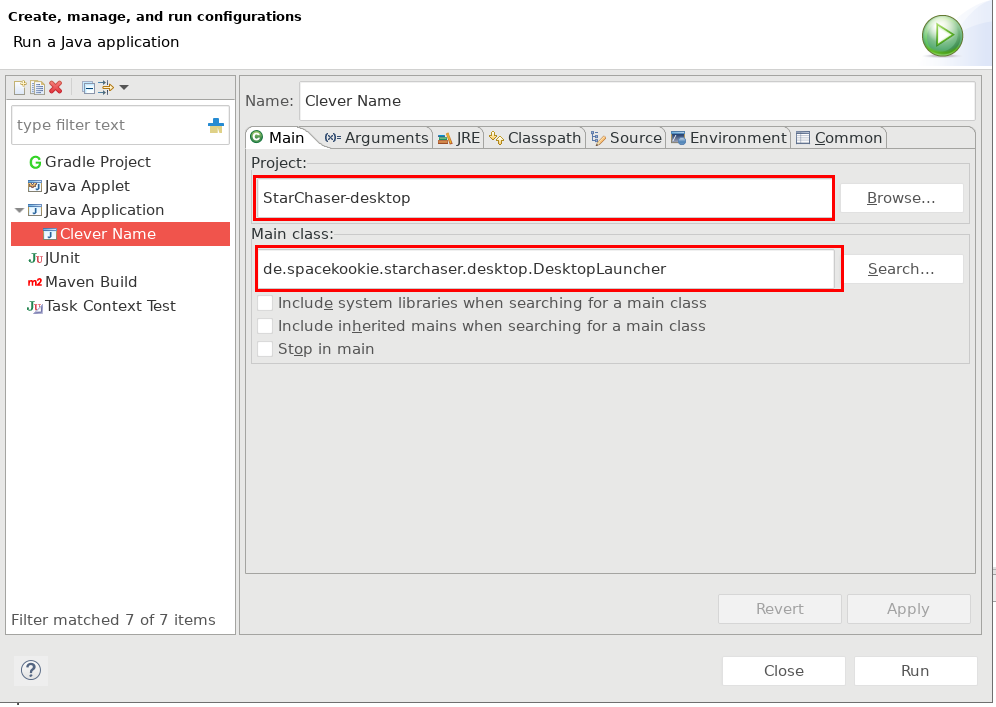 Create, manage, and run configurations
Run a Java application
type filter text
Gradle Project
Java Applet
Java Application
Clever Name
JUnit
Maven Build
Task Context Test
Filter matched 7 of 7 items
Name: Clever Name
Main (x)= Arguments JRE Classpath Source Environment Common
Project:
StarChaser-desktop Browse...
Main class:
de.spacekookie.starchaser.desktop.DesktopLauncher Search...
Include system libraries when searching for a main class
Include inherited mains when searching for a main class
Stop in main
Revert Apply
Close Run